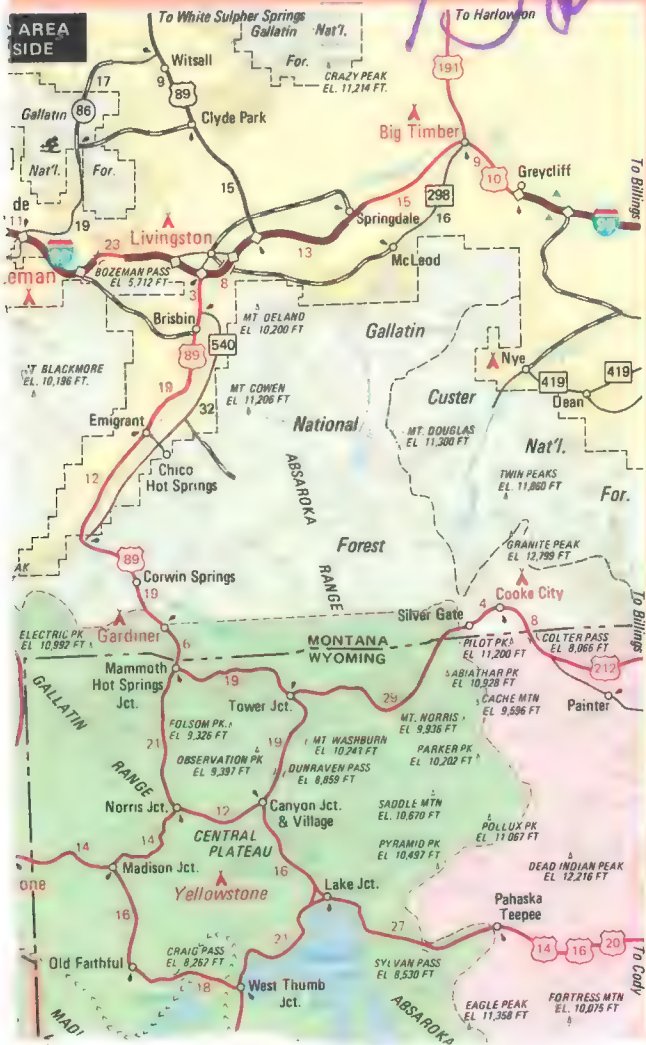 AREA
SIDE
To White Sulpher Springs
Gallatin Nat'l.
For.
To Harlowton
191
CRAZY PEAK
EL. 11,214 FT.
Witsall
17
9
89
86
Gallatin
Nat'l. For.
Clyde Park
Big Timber
9
10
Greycliff
To Billings
15
15
298
16
Springdale
McLeod
19
de
11
23
Livingston
13
8
3
eman
BOZEMAN PASS
EL 5,712 FT
Brisbin
540
MT DELAND
EL 10,200 FT
Gallatin
89
Nye
419
419
Dean
MT BLACKMORE
EL. 10,196 FT.
19
MT COWEN
EL 11,206 FT
Custer
32
National
MT. DOUGLAS
EL 11,300 FT
Nat'l.
Emigrant
Chico
Hot Springs
12
ABSAROKA
RANGE
TWIN PEAKS
EL. 11,860 FT
For.
Forest
GRANITE PEAK
EL 12,799 FT
AK
89
Corwin Springs
19
Cooke City
Silver Gate
4
8
To Billings
Gardiner
6
ELECTRIC PK
EL 10,992 FT
MONTANA
WYOMING
PILOT PK
EL 11,200 FT
COLTER PASS
EL 8,066 FT
212
Mammoth
Hot Springs
Jct.
ABIATHAR PK
EL 10,928 FT
GALLATIN
RANGE
19
Tower Jct.
29
CACHE MTN
EL 9,596 FT
Painter
FOLSOM PK.
EL 9,326 FT
MT. NORRIS
EL 9,936 FT
21
19
MT WASHBURN
EL 10,243 FT
OBSERVATION PK
EL 9,397 FT
DUNRAVEN PASS
EL 8,859 FT
PARKER PK
EL 10,202 FT
Norris Jct.
12
Canyon Jct.
& Village
SADDLE MTN
EL. 10,670 FT
POLLUX PK
EL 11 067 FT
14
14
CENTRAL
PLATEAU
16
PYRAMID PK
EL 10,497 FT
Madison Jct.
DEAD INDIAN PEAK
EL 12,216 FT
one
Yellowstone
Lake Jct.
Pahaska
Teepee
16
27
21
14
16
20
To Cody
Old Faithful
CRAIG PASS
EL 8,262 FT
SYLVAN PASS
EL 8,530 FT
18
West Thumb
Jct.
MADI
ABSAROKA
EAGLE PEAK
EL 11,358 FT
FORTRESS MTN
EL 10,075 FT